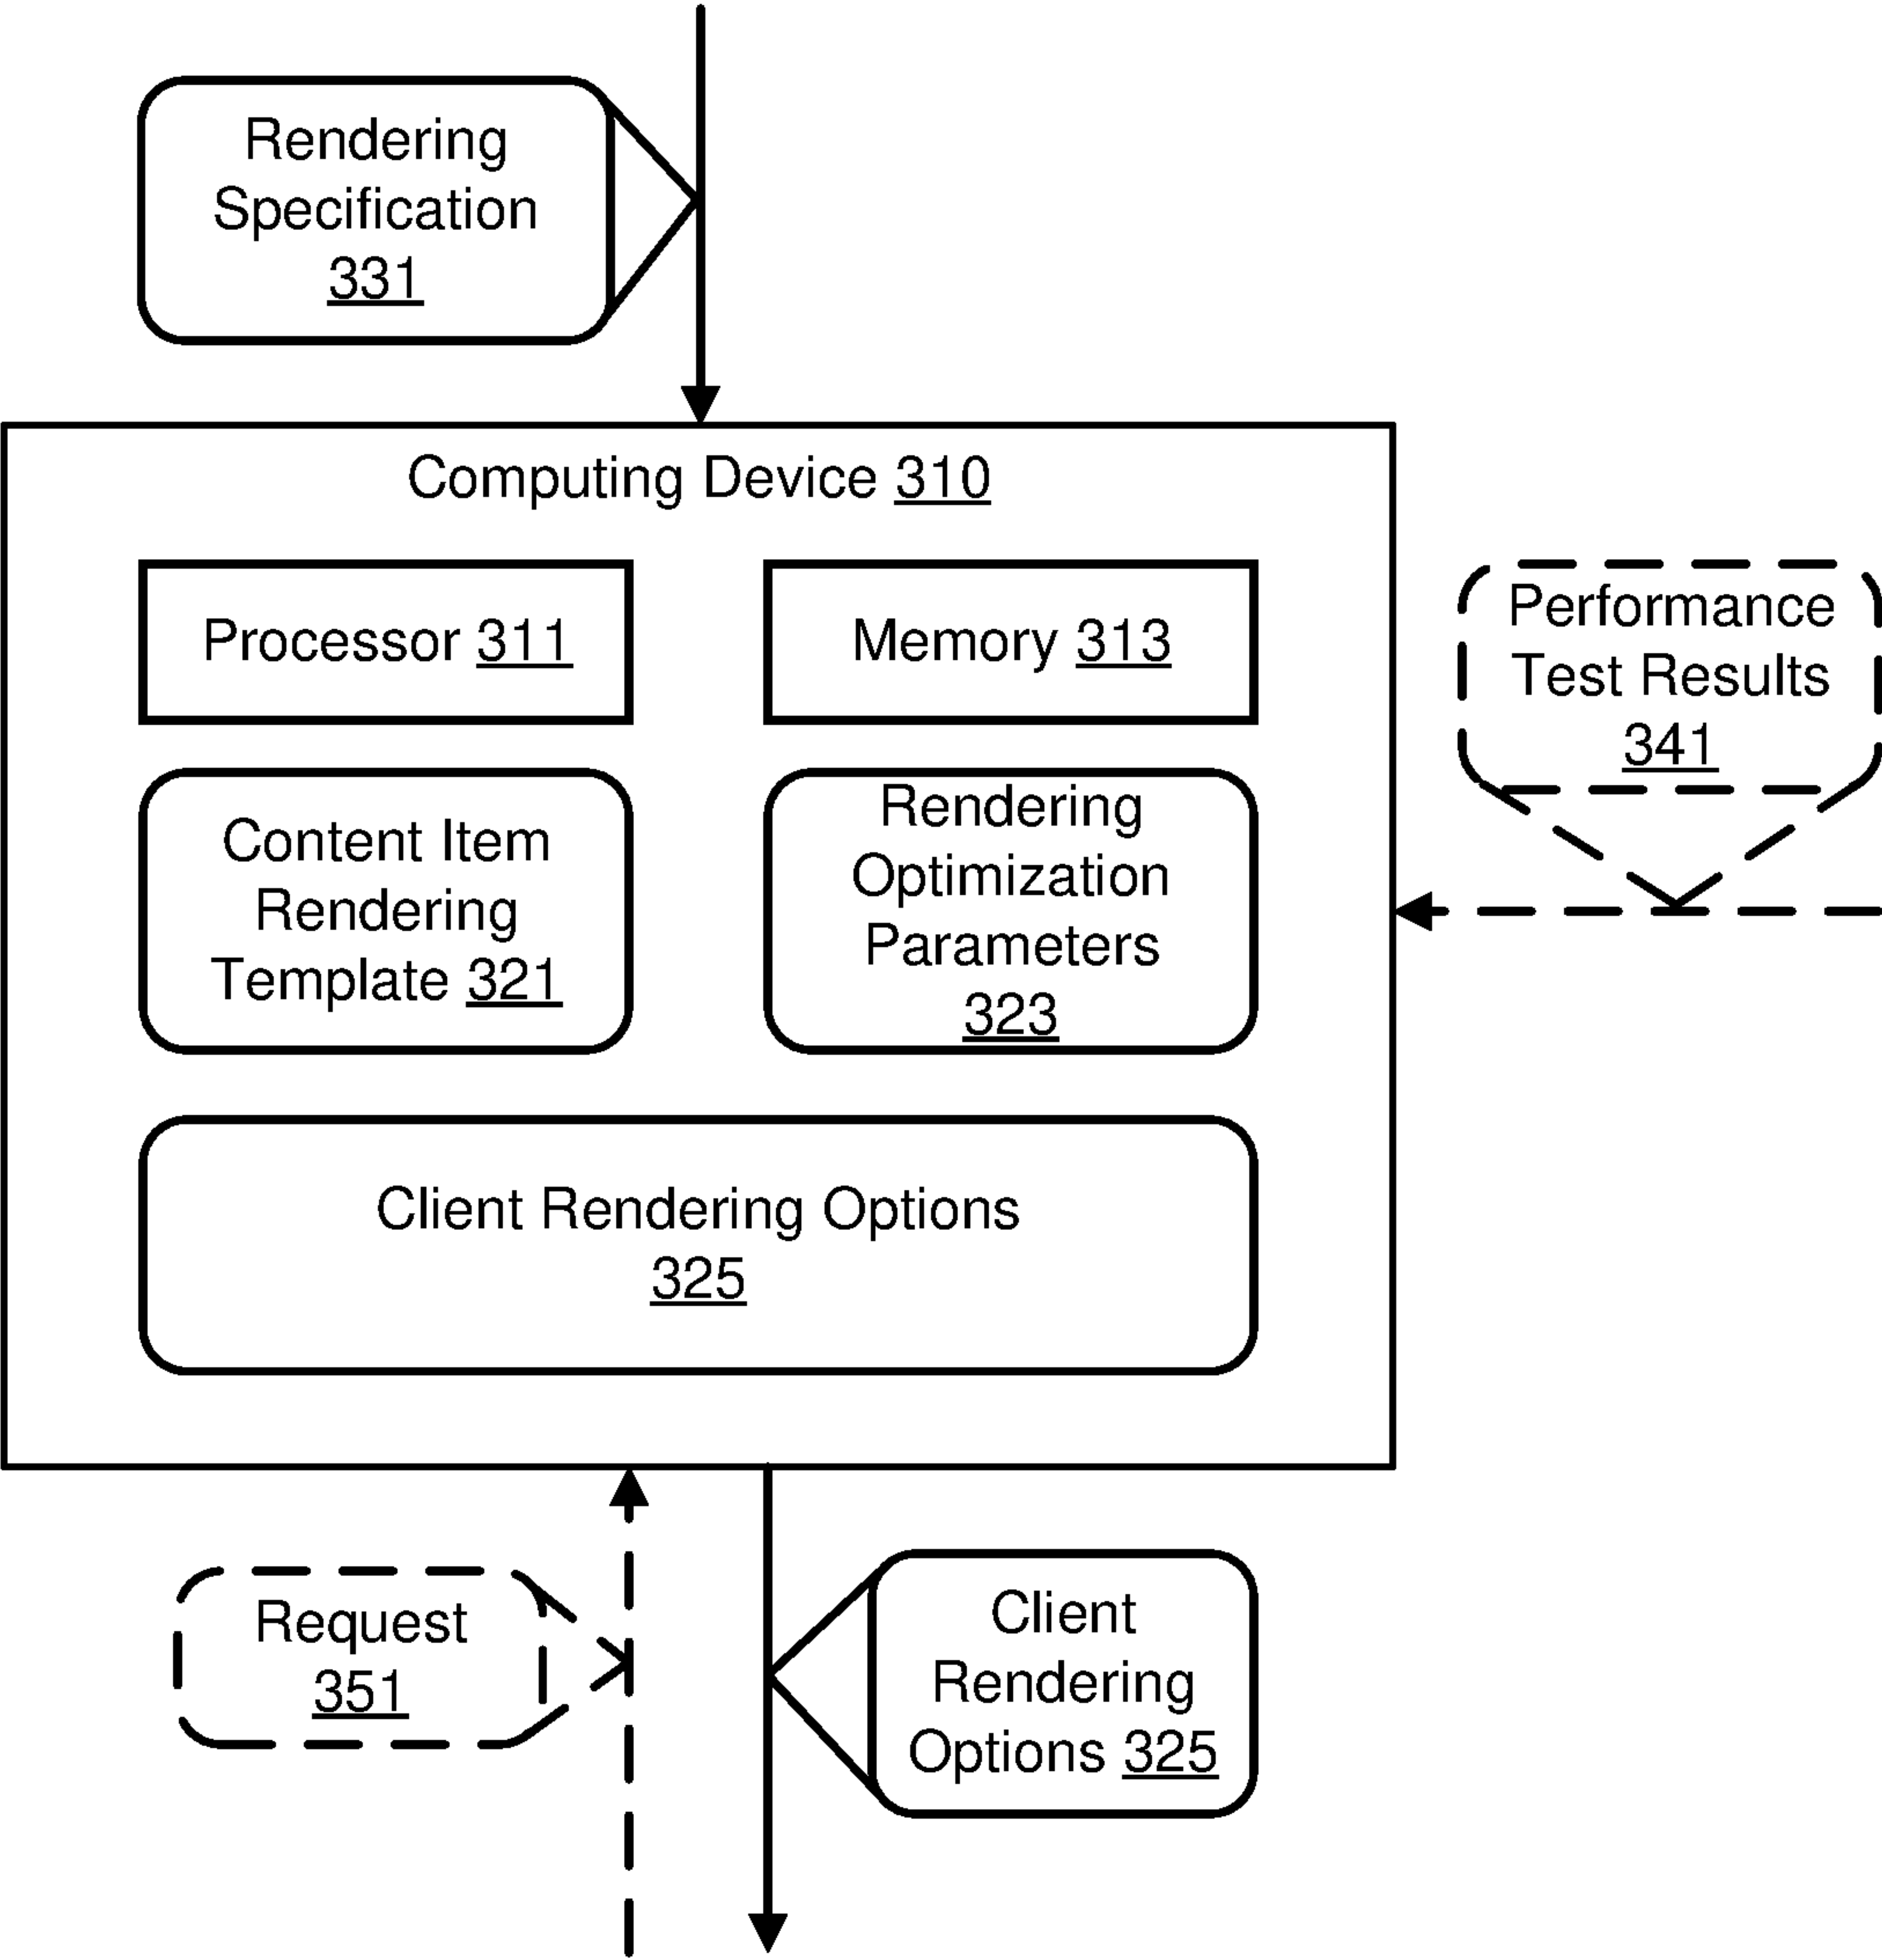 Rendering
Specification
331
Computing Device 310
Processor 311
Memory 313
Performance
Test Results
341
Content Item
Rendering
Template 321
Rendering
Optimization
Parameters
323
Client Rendering Options
325
Request
351
Client
Rendering
Options 325